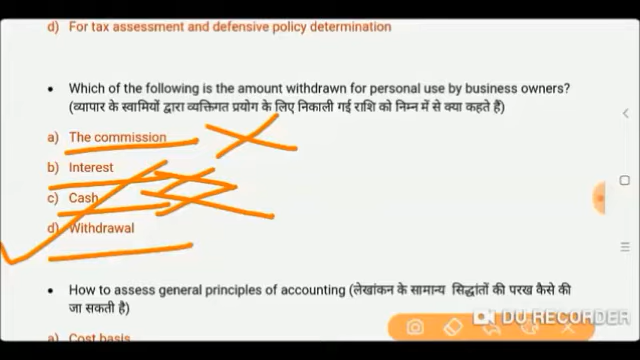 d) For tax assessment and defensive policy determination
• Which of the following is the amount withdrawn for personal use by business owners?
(व्यापार के स्वामियों द्वारा व्यक्तिगत प्रयोग के लिए निकाली गई राशि को निम्न में से क्या कहते हैं)
a) The commission
b) Interest
c) Cash
d) Withdrawal
• How to assess general principles of accounting (लेखांकन के सामान्य सिद्धांतों की परख कैसे की
जा सकती है)
a) Cost basis
DU RECORDER